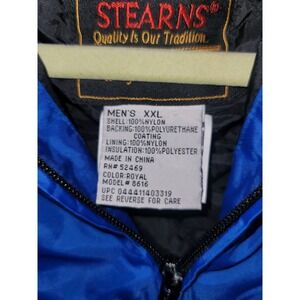 STEARNS®
Quality Is Our Tradition
MEN'S XXL
SHELL:100%NYLON
BACKING:100%POLYURETHANE
COATING
LINING:100%NYLON
INSULATION:100%POLYESTER
MADE IN CHINA
RN# 52469
COLOR:ROYAL
MODEL# 8616
UPC 044411403319
SEE REVERSE FOR CARE